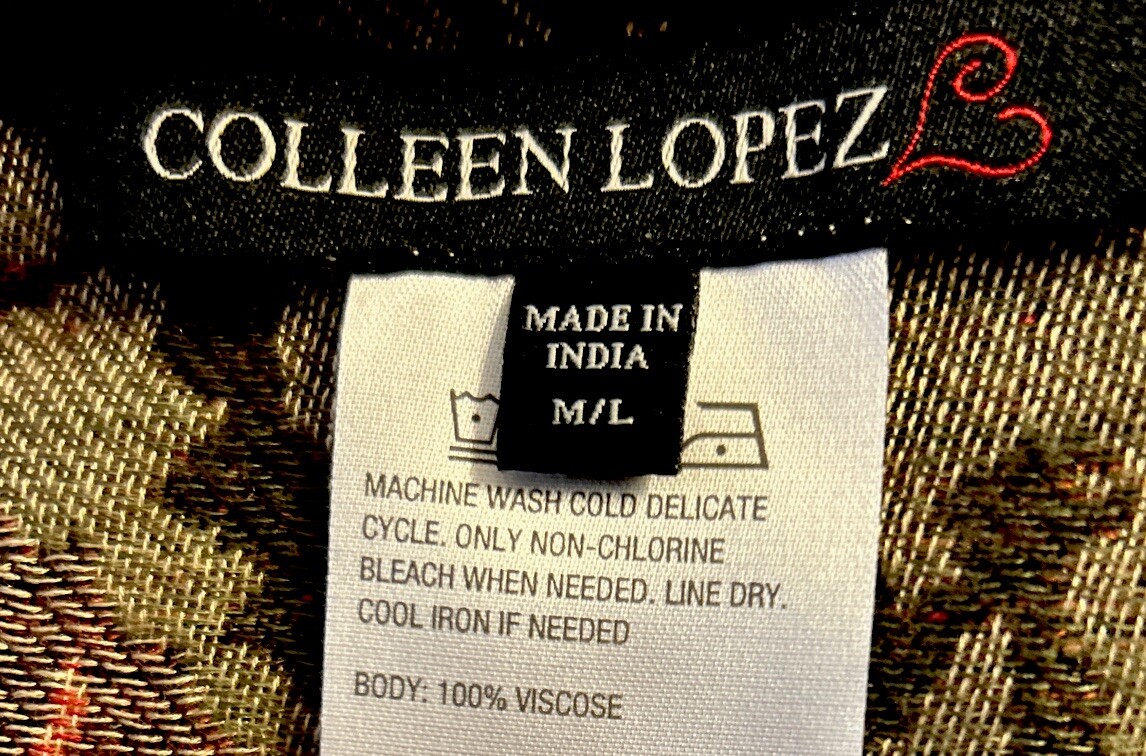 COLLEEN LOPEZ
MADE IN
INDIA
M/L
MACHINE WASH COLD DELICATE
CYCLE. ONLY NON-CHLORINE
BLEACH WHEN NEEDED. LINE DRY.
COOL IRON IF NEEDED
BODY: 100% VISCOSE